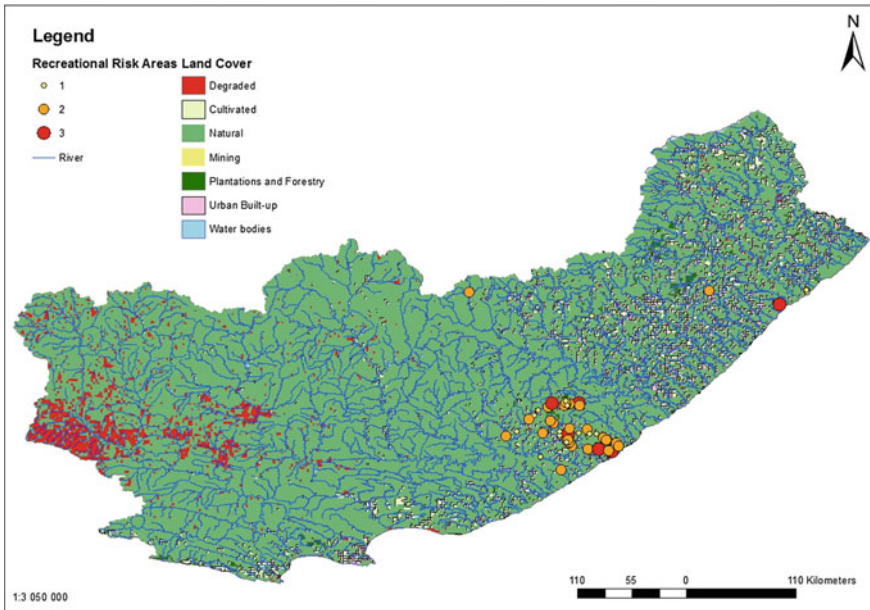 Legend
Recreational Risk Areas Land Cover
1
2
3
River
Degraded
Cultivated
Natural
Mining
Plantations and Forestry
Urban Built-up
Water bodies
N
110 55 0 110 Kilometers
1:3 050 000